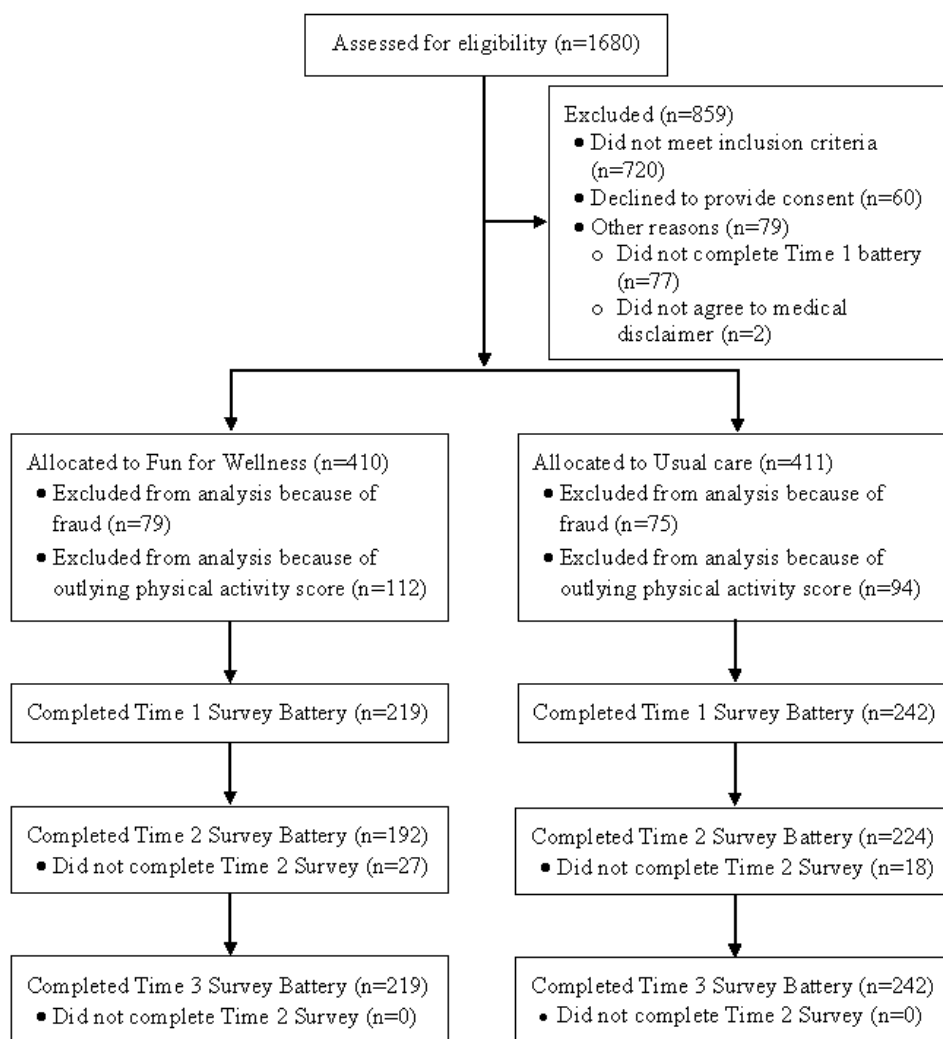 Assessed for eligibility (n=1680)
Excluded (n=859)
● Did not meet inclusion criteria
(n=720)
● Declined to provide consent (n=60)
● Other reasons (n=79)
○ Did not complete Time 1 battery
(n=77)
○ Did not agree to medical
disclaimer (n=2)
Allocated to Fun for Wellness (n=410)
● Excluded from analysis because of
fraud (n=79)
● Excluded from analysis because of
outlying physical activity score (n=112)
Allocated to Usual care (n=411)
● Excluded from analysis because of
fraud (n=75)
● Excluded from analysis because of
outlying physical activity score (n=94)
Completed Time 1 Survey Battery (n=219)
Completed Time 1 Survey Battery (n=242)
Completed Time 2 Survey Battery (n=192)
● Did not complete Time 2 Survey (n=27)
Completed Time 2 Survey Battery (n=224)
● Did not complete Time 2 Survey (n=18)
Completed Time 3 Survey Battery (n=219)
● Did not complete Time 2 Survey (n=0)
Completed Time 3 Survey Battery (n=242)
● Did not complete Time 2 Survey (n=0)